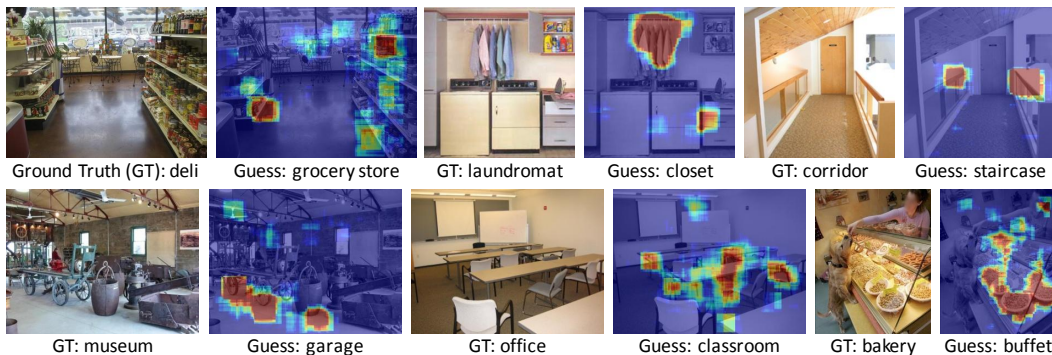 Ground Truth (GT): deli Guess: grocery store GT: laundromat Guess: closet GT: corridor Guess: staircase
GT: museum Guess: garage GT: office Guess: classroom GT: bakery Guess: buffet